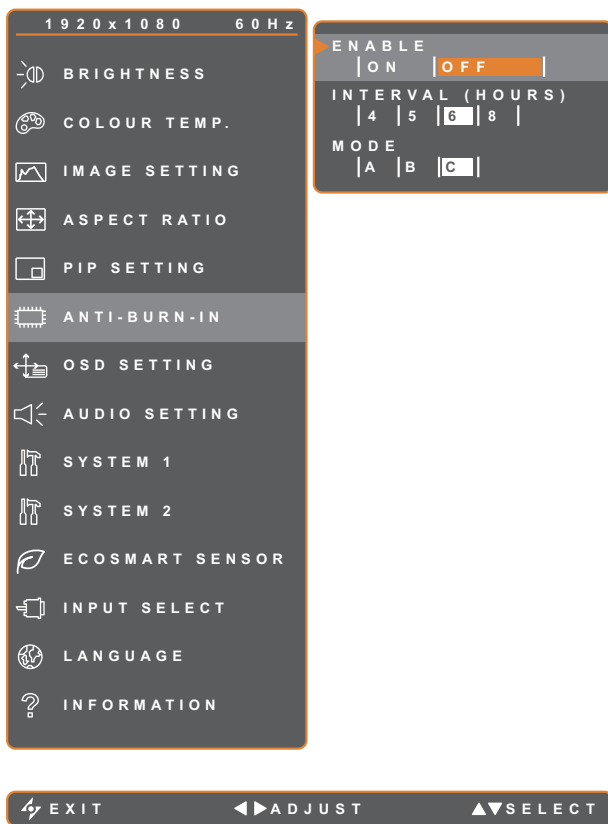 1920x1080 60Hz
BRIGHTNESS
COLOUR TEMP.
IMAGE SETTING
ASPECT RATIO
PIP SETTING
ANTI-BURN-IN
OSD SETTING
AUDIO SETTING
SYSTEM 1
SYSTEM 2
ECOSMART SENSOR
INPUT SELECT
LANGUAGE
INFORMATION
ENABLE
ON OFF
INTERVAL (HOURS)
4 5 6 8
MODE
A B C
EXIT ADJUST SELECT